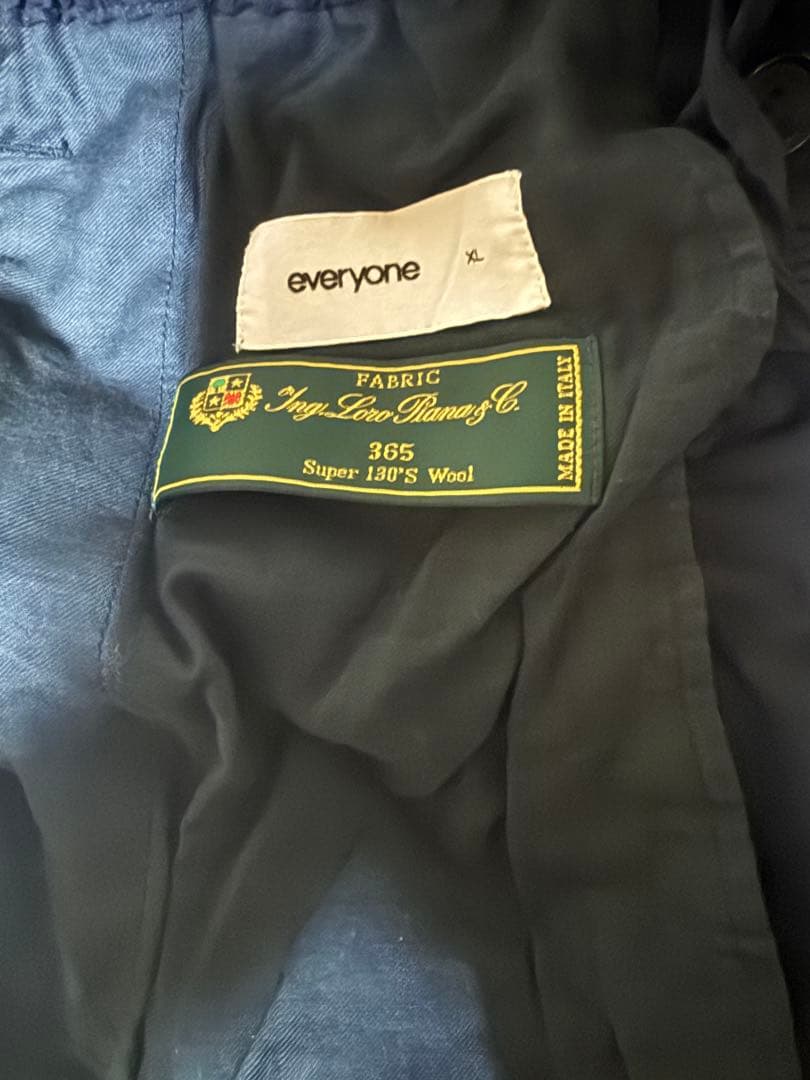 everyone XL
FABRIC
Ing. Loro Piana & C.
365
Super 130'S Wool
MADE IN ITALY